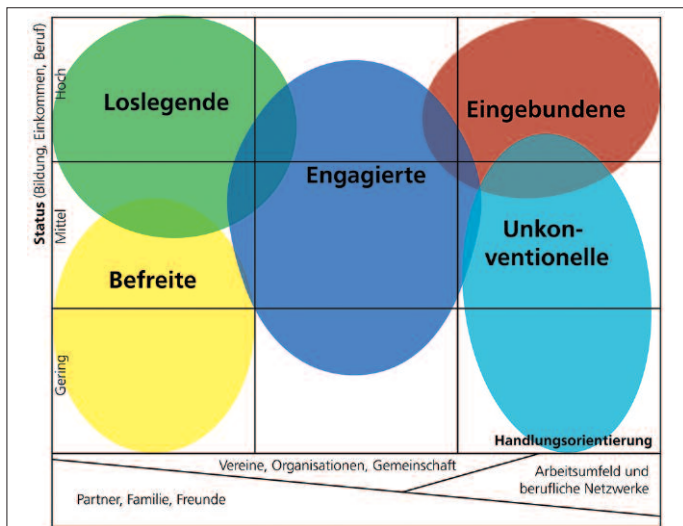 Status (Bildung, Einkommen, Beruf)
Hoch
Mittel
Gering
Loslegende
Engagierte
Eingebundene
Befreite
Unkon-
ventionelle
Handlungsorientierung
Vereine, Organisationen, Gemeinschaft
Arbeitsumfeld und
berufliche Netzwerke
Partner, Familie, Freunde